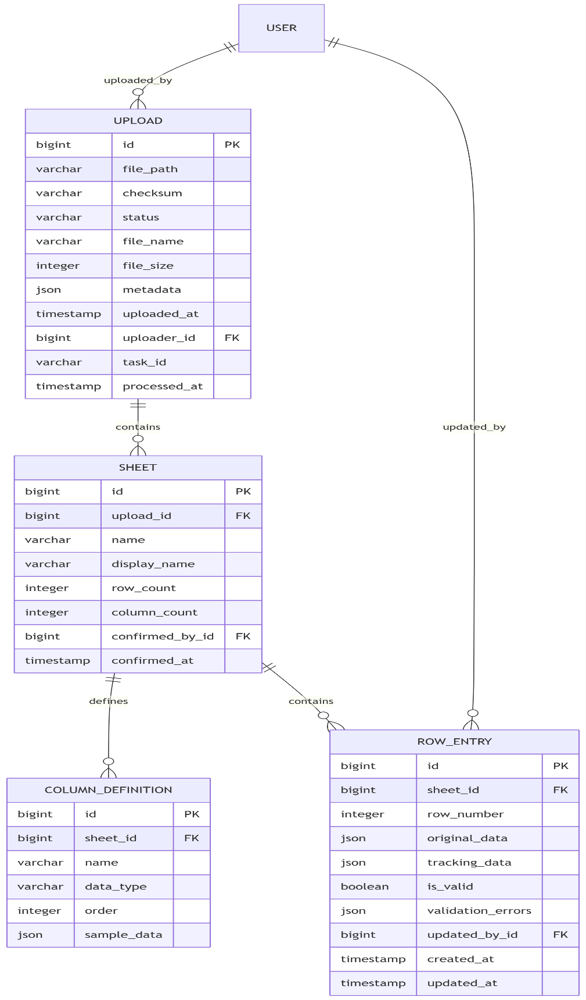 USER
uploaded_by
UPLOAD
bigint id PK
varchar file_path
varchar checksum
varchar status
varchar file_name
integer file_size
json metadata
timestamp uploaded_at
bigint uploader_id FK
varchar task_id
timestamp processed_at
contains
updated_by
SHEET
bigint id PK
bigint upload_id FK
varchar name
varchar display_name
integer row_count
integer column_count
bigint confirmed_by_id FK
timestamp confirmed_at
defines
contains
COLUMN_DEFINITION
bigint id PK
bigint sheet_id FK
varchar name
varchar data_type
integer order
json sample_data
ROW_ENTRY
bigint id PK
bigint sheet_id FK
integer row_number
json original_data
json tracking_data
boolean is_valid
json validation_errors
bigint updated_by_id FK
timestamp created_at
timestamp updated_at